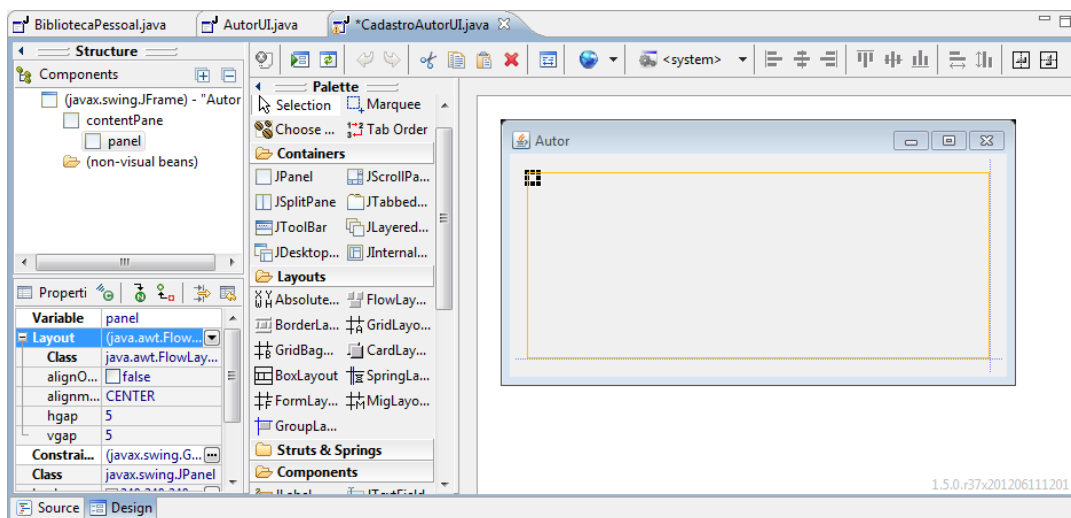 BibliotecaPessoal.java AutorUI.java *CadastroAutorUI.java
Structure
Components
(javax.swing.JFrame) - "Autor
contentPane
panel
(non-visual beans)
Properti
Variable panel
Layout (java.awt.Flow...
Class java.awt.FlowLay...
alignO... false
alignm... CENTER
hgap 5
vgap 5
Constrai... (javax.swing.G...
Class javax.swing.JPanel
<system>
Palette
Selection Marquee
Choose ... Tab Order
Containers
JPanel JScrollPa...
JSplitPane JTabbed...
JToolBar JLayered...
JDesktop... JInternal...
Layouts
Absolute... FlowLay...
BorderLa... GridLayo...
GridBag... CardLay...
BoxLayout SpringLa...
FormLay... MigLayo...
GroupLa...
Struts & Springs
Components
Autor
1.5.0.r37x201206111201
Source Design